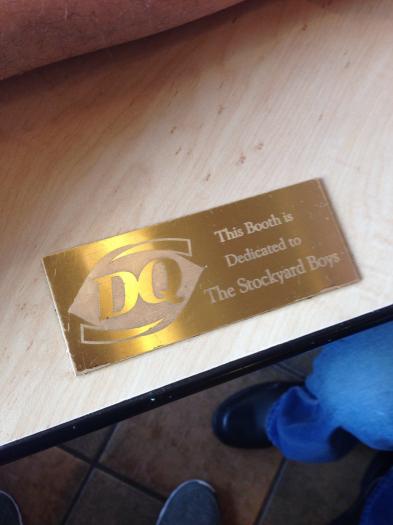 DQ
This Booth is
Dedicated to
The Stockyard Boys